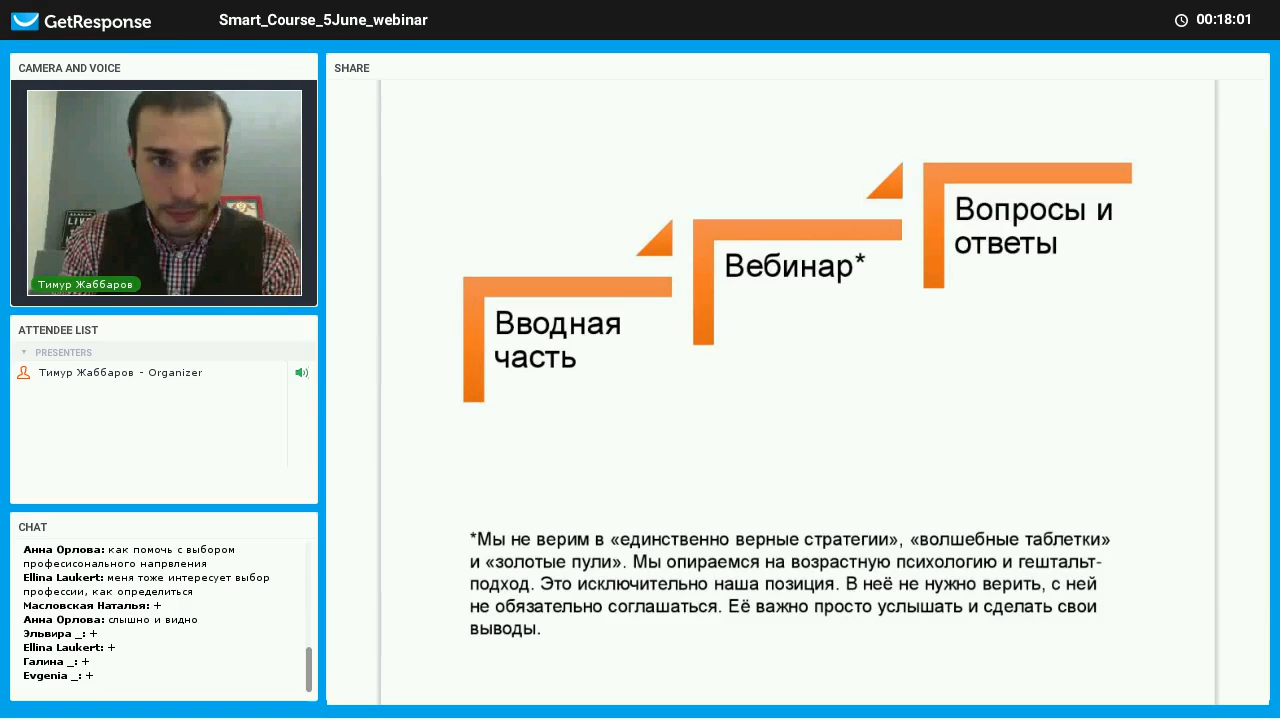 GetResponse
Smart_Course_5June_webinar
00:18:01
CAMERA AND VOICE
Тимур Жаббаров
ATTENDEE LIST
PRESENTERS
Тимур Жаббаров - Organizer
CHAT
Анна Орлова: как помочь с выбором
професисонального напрвления
Ellina Laukert: меня тоже интересует выбор
профессии, как определиться
Масловская Наталья: +
Анна Орлова: слышно и видно
Эльвира _: +
Ellina Laukert: +
Галина _: +
Evgenia _: +
SHARE
Вводная
часть
Вебинар*
Вопросы и
ответы
*Мы не верим в «единственно верные стратегии», «волшебные таблетки»
и «золотые пули». Мы опираемся на возрастную психологию и гештальт-
подход. Это исключительно наша позиция. В неё не нужно верить, с ней
не обязательно соглашаться. Её важно просто услышать и сделать свои
выводы.